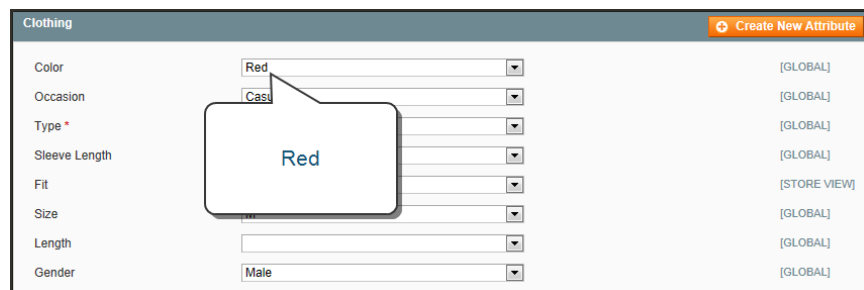 Clothing Create New Attribute
Color Red [GLOBAL]
Occasion [GLOBAL]
Type * [GLOBAL]
Sleeve Length [GLOBAL]
Red
Fit [STORE VIEW]
Size [GLOBAL]
Length [GLOBAL]
Gender Male [GLOBAL]